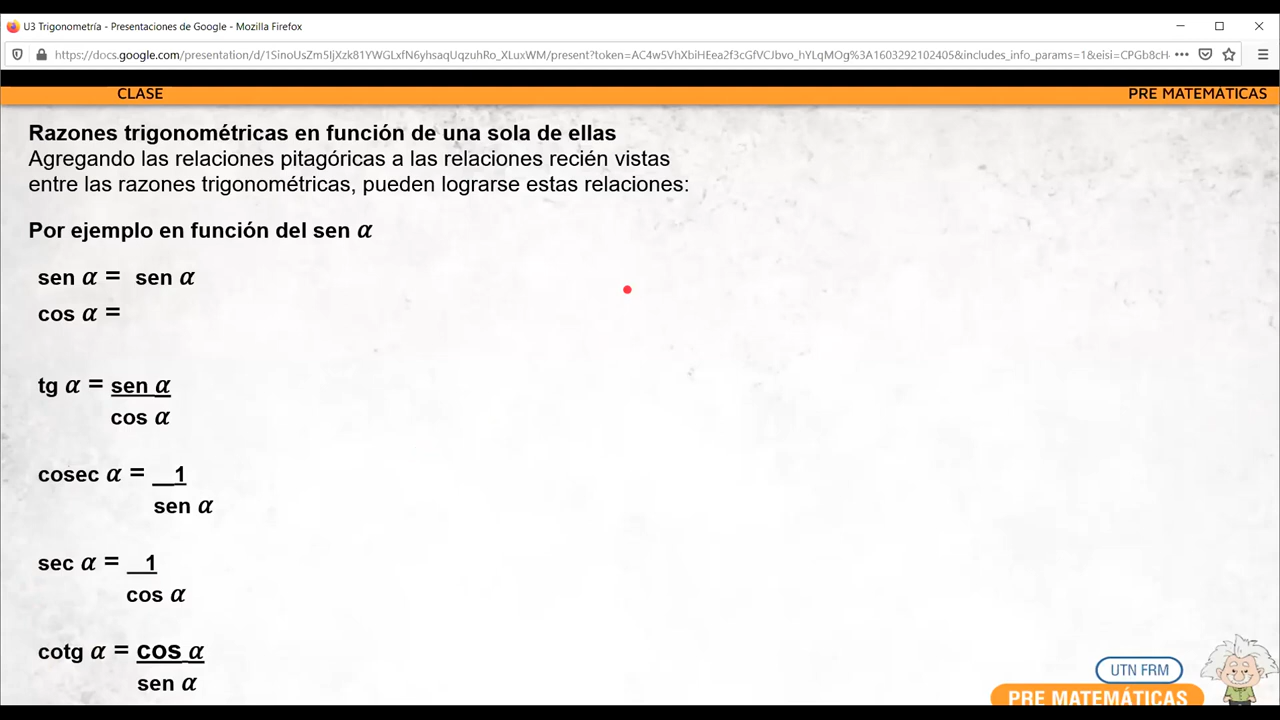 U3 Trigonometría - Presentaciones de Google - Mozilla Firefox
https://docs.google.com/presentation/d/1SinoUsZm5IjXzk81YWGLxfN6yhsaqUqzuhRo_XLuxWM/present?token=AC4w5VhXbiHEea2f3cGfVCJbvo_hYLqMOg%3A1603292102405&includes_info_params=1&eisi=CPGb8cH-
CLASE
PRE MATEMATICAS
Razones trigonométricas en función de una sola de ellas
Agregando las relaciones pitagóricas a las relaciones recién vistas
entre las razones trigonométricas, pueden lograrse estas relaciones:
Por ejemplo en función del sen α
sen α = sen α
cos α =
tg α = sen α
cos α
cosec α = 1
sen α
sec α = 1
cos α
cotg α = cos α
sen α
UTN FRM
PRE MATEMÁTICAS